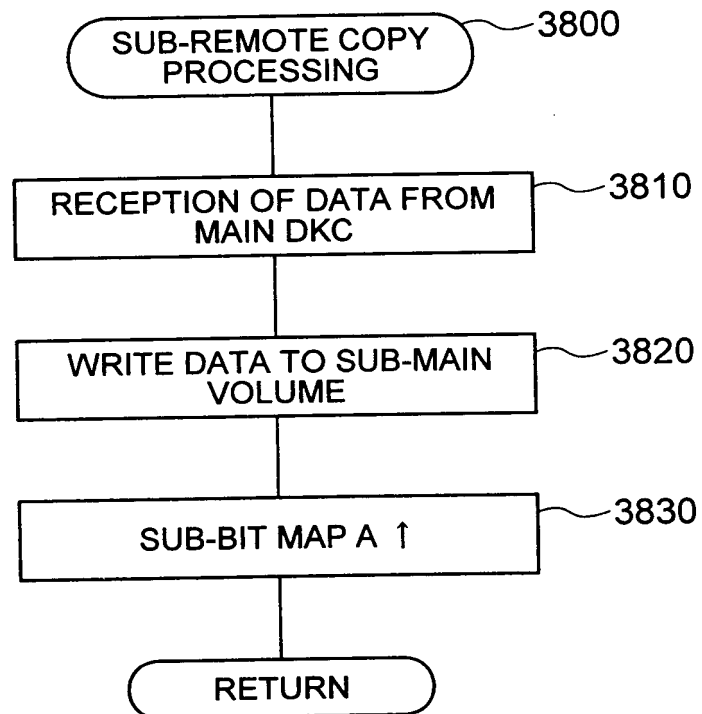 SUB-REMOTE COPY
PROCESSING
3800
RECEPTION OF DATA FROM
MAIN DKC
3810
WRITE DATA TO SUB-MAIN
VOLUME
3820
SUB-BIT MAP A ↑
3830
RETURN